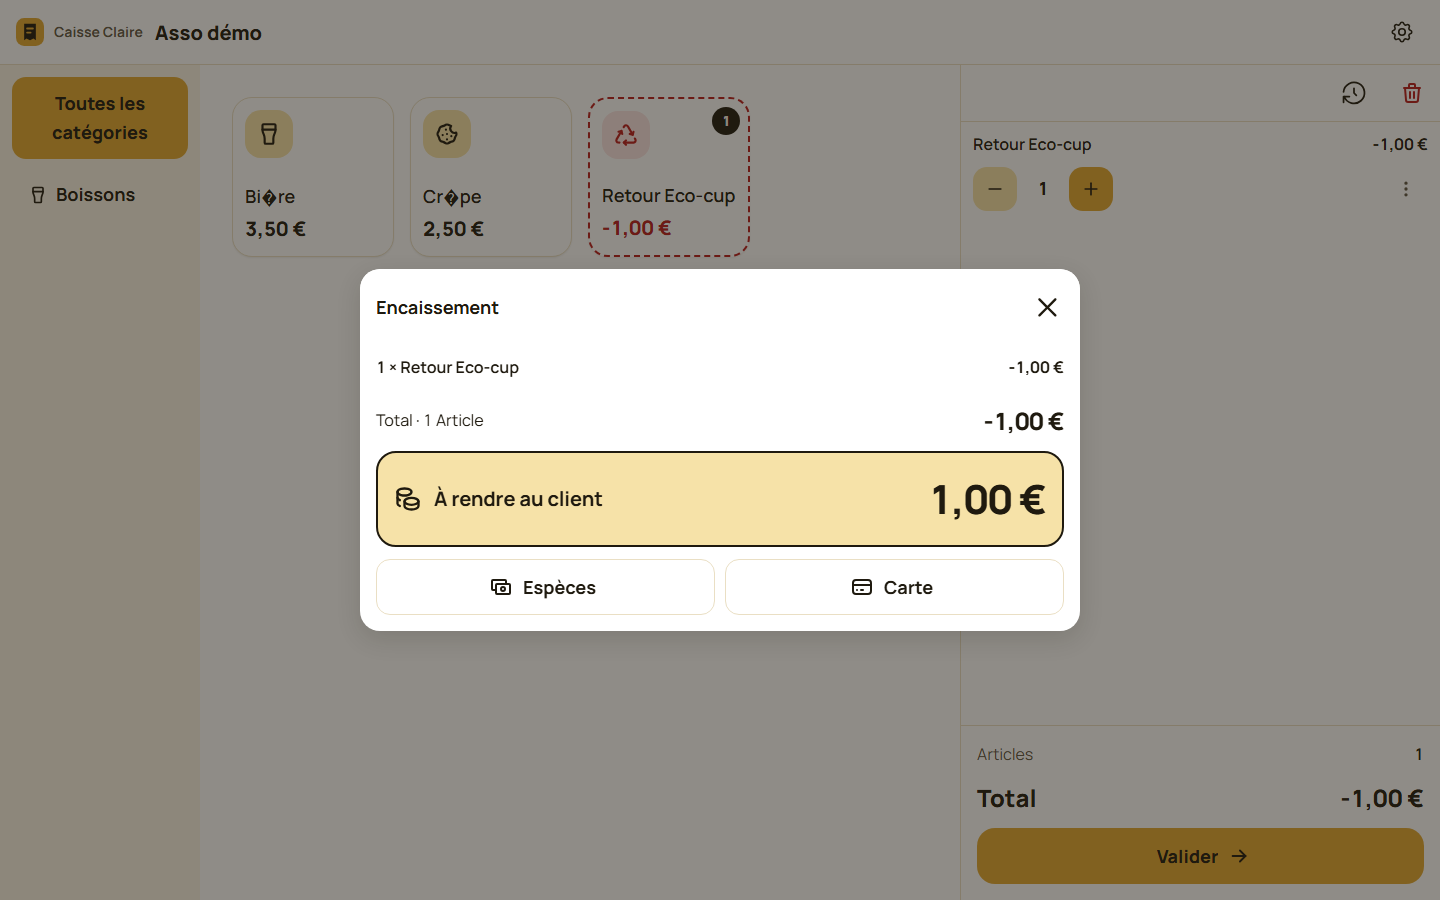 Caisse Claire Asso démo
Toutes les
catégories
Boissons
Bi�re
3,50 €
Cr�pe
2,50 €
1
Retour Eco-cup
-1,00 €
Retour Eco-cup -1,00 €
1
Encaissement
1 × Retour Eco-cup -1,00 €
Total · 1 Article -1,00 €
À rendre au client 1,00 €
Espèces
Carte
Articles 1
Total -1,00 €
Valider →